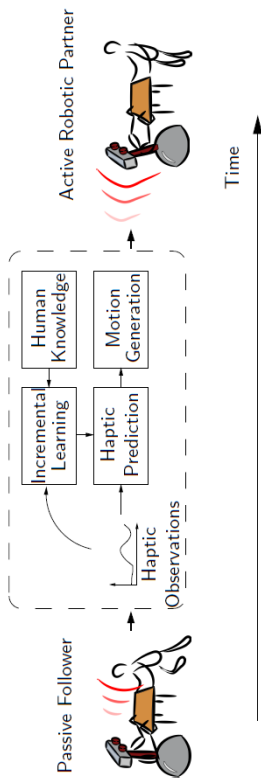 Passive Follower
Haptic
Observations
Incremental
Learning
Human
Knowledge
Haptic
Prediction
Motion
Generation
Active Robotic Partner
Time